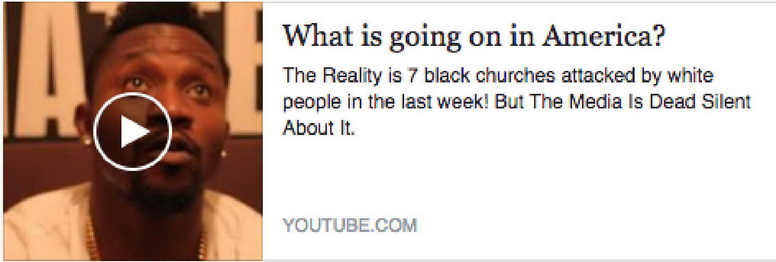 What is going on in America?
The Reality is 7 black churches attacked by white
people in the last week! But The Media Is Dead Silent
About It.
YOUTUBE.COM